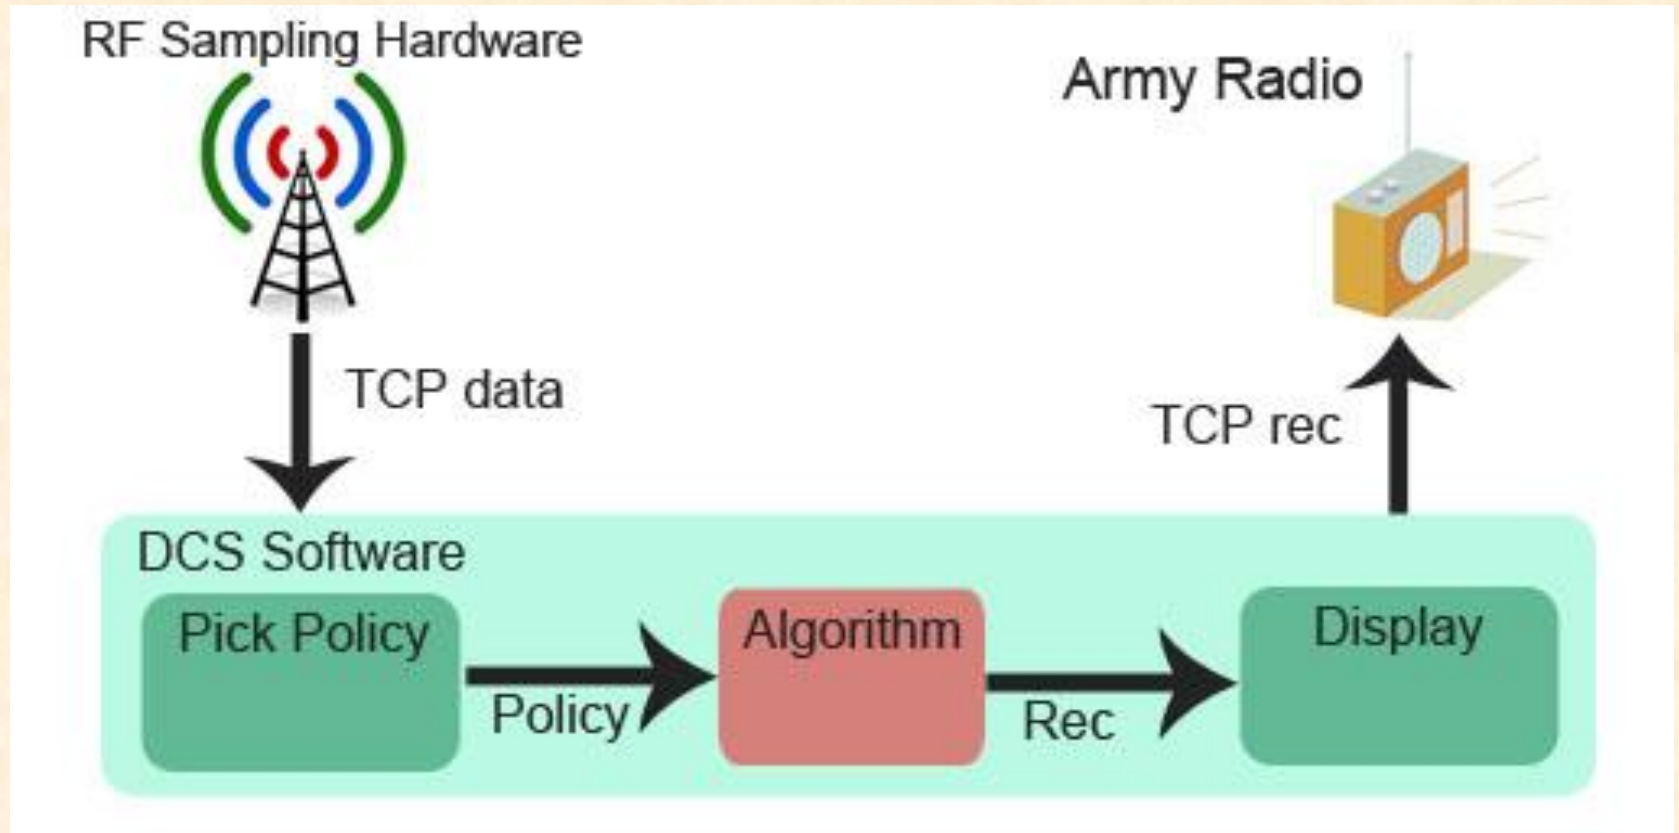 RF Sampling Hardware
Army Radio
TCP data
TCP rec
DCS Software
Pick Policy
Policy
Algorithm
Rec
Display